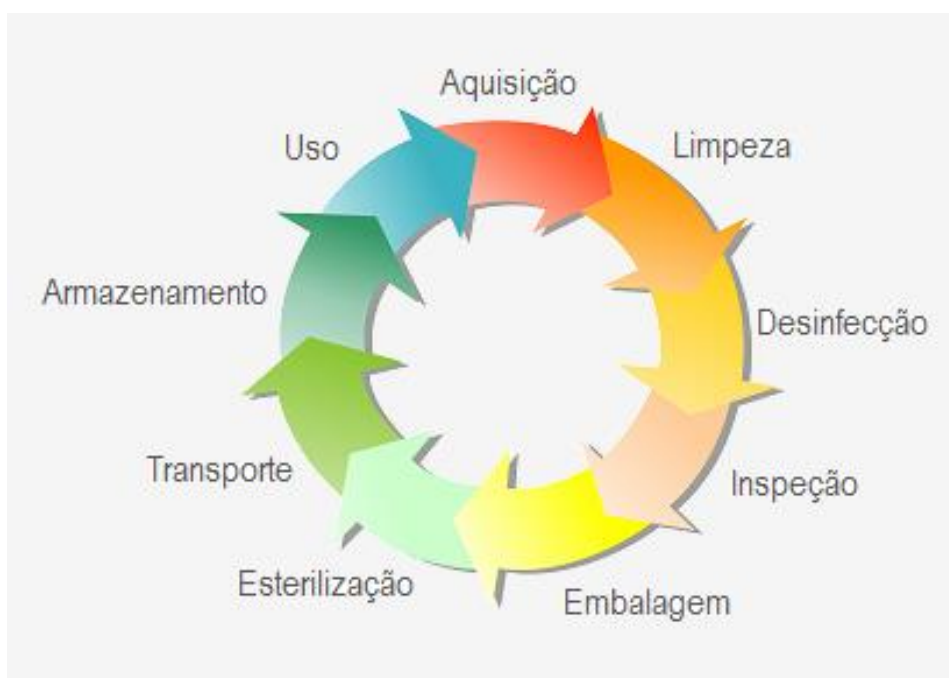 Aquisição
Limpeza
Desinfecção
Inspeção
Embalagem
Esterilização
Transporte
Armazenamento
Uso